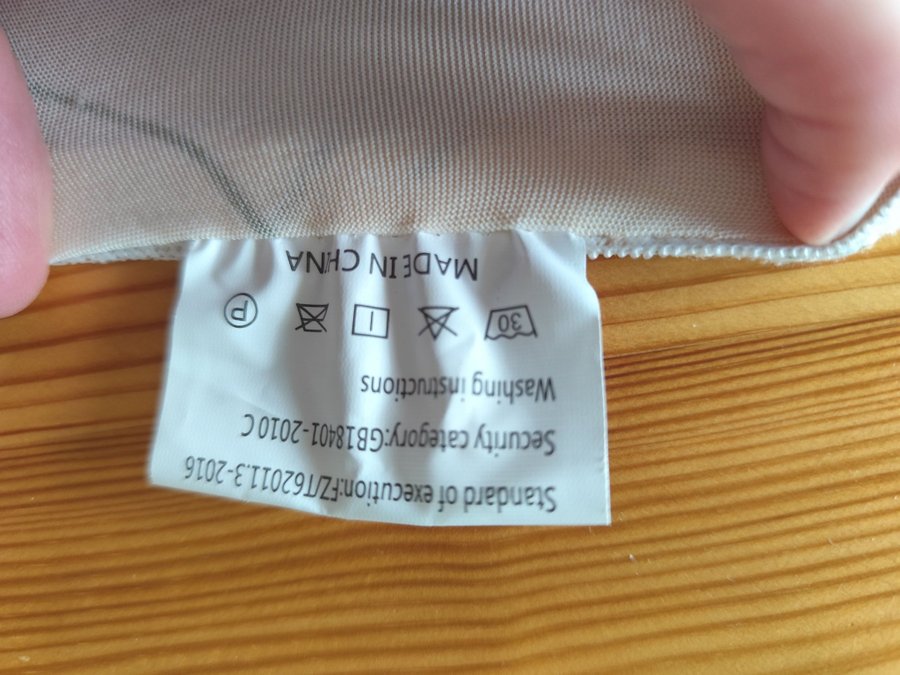 Standard of execution:FZ/T62011.3-2016
Security category:GB18401-2010 C
Washing instructions
30 P
MADE IN CHINA